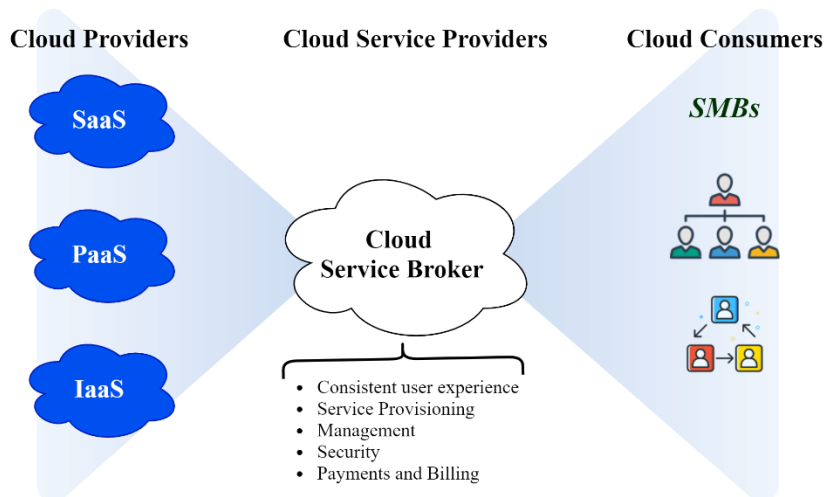 Cloud Providers
Cloud Service Providers
Cloud Consumers
SaaS
PaaS
IaaS
Cloud
Service Broker
• Consistent user experience
• Service Provisioning
• Management
• Security
• Payments and Billing
SMBs